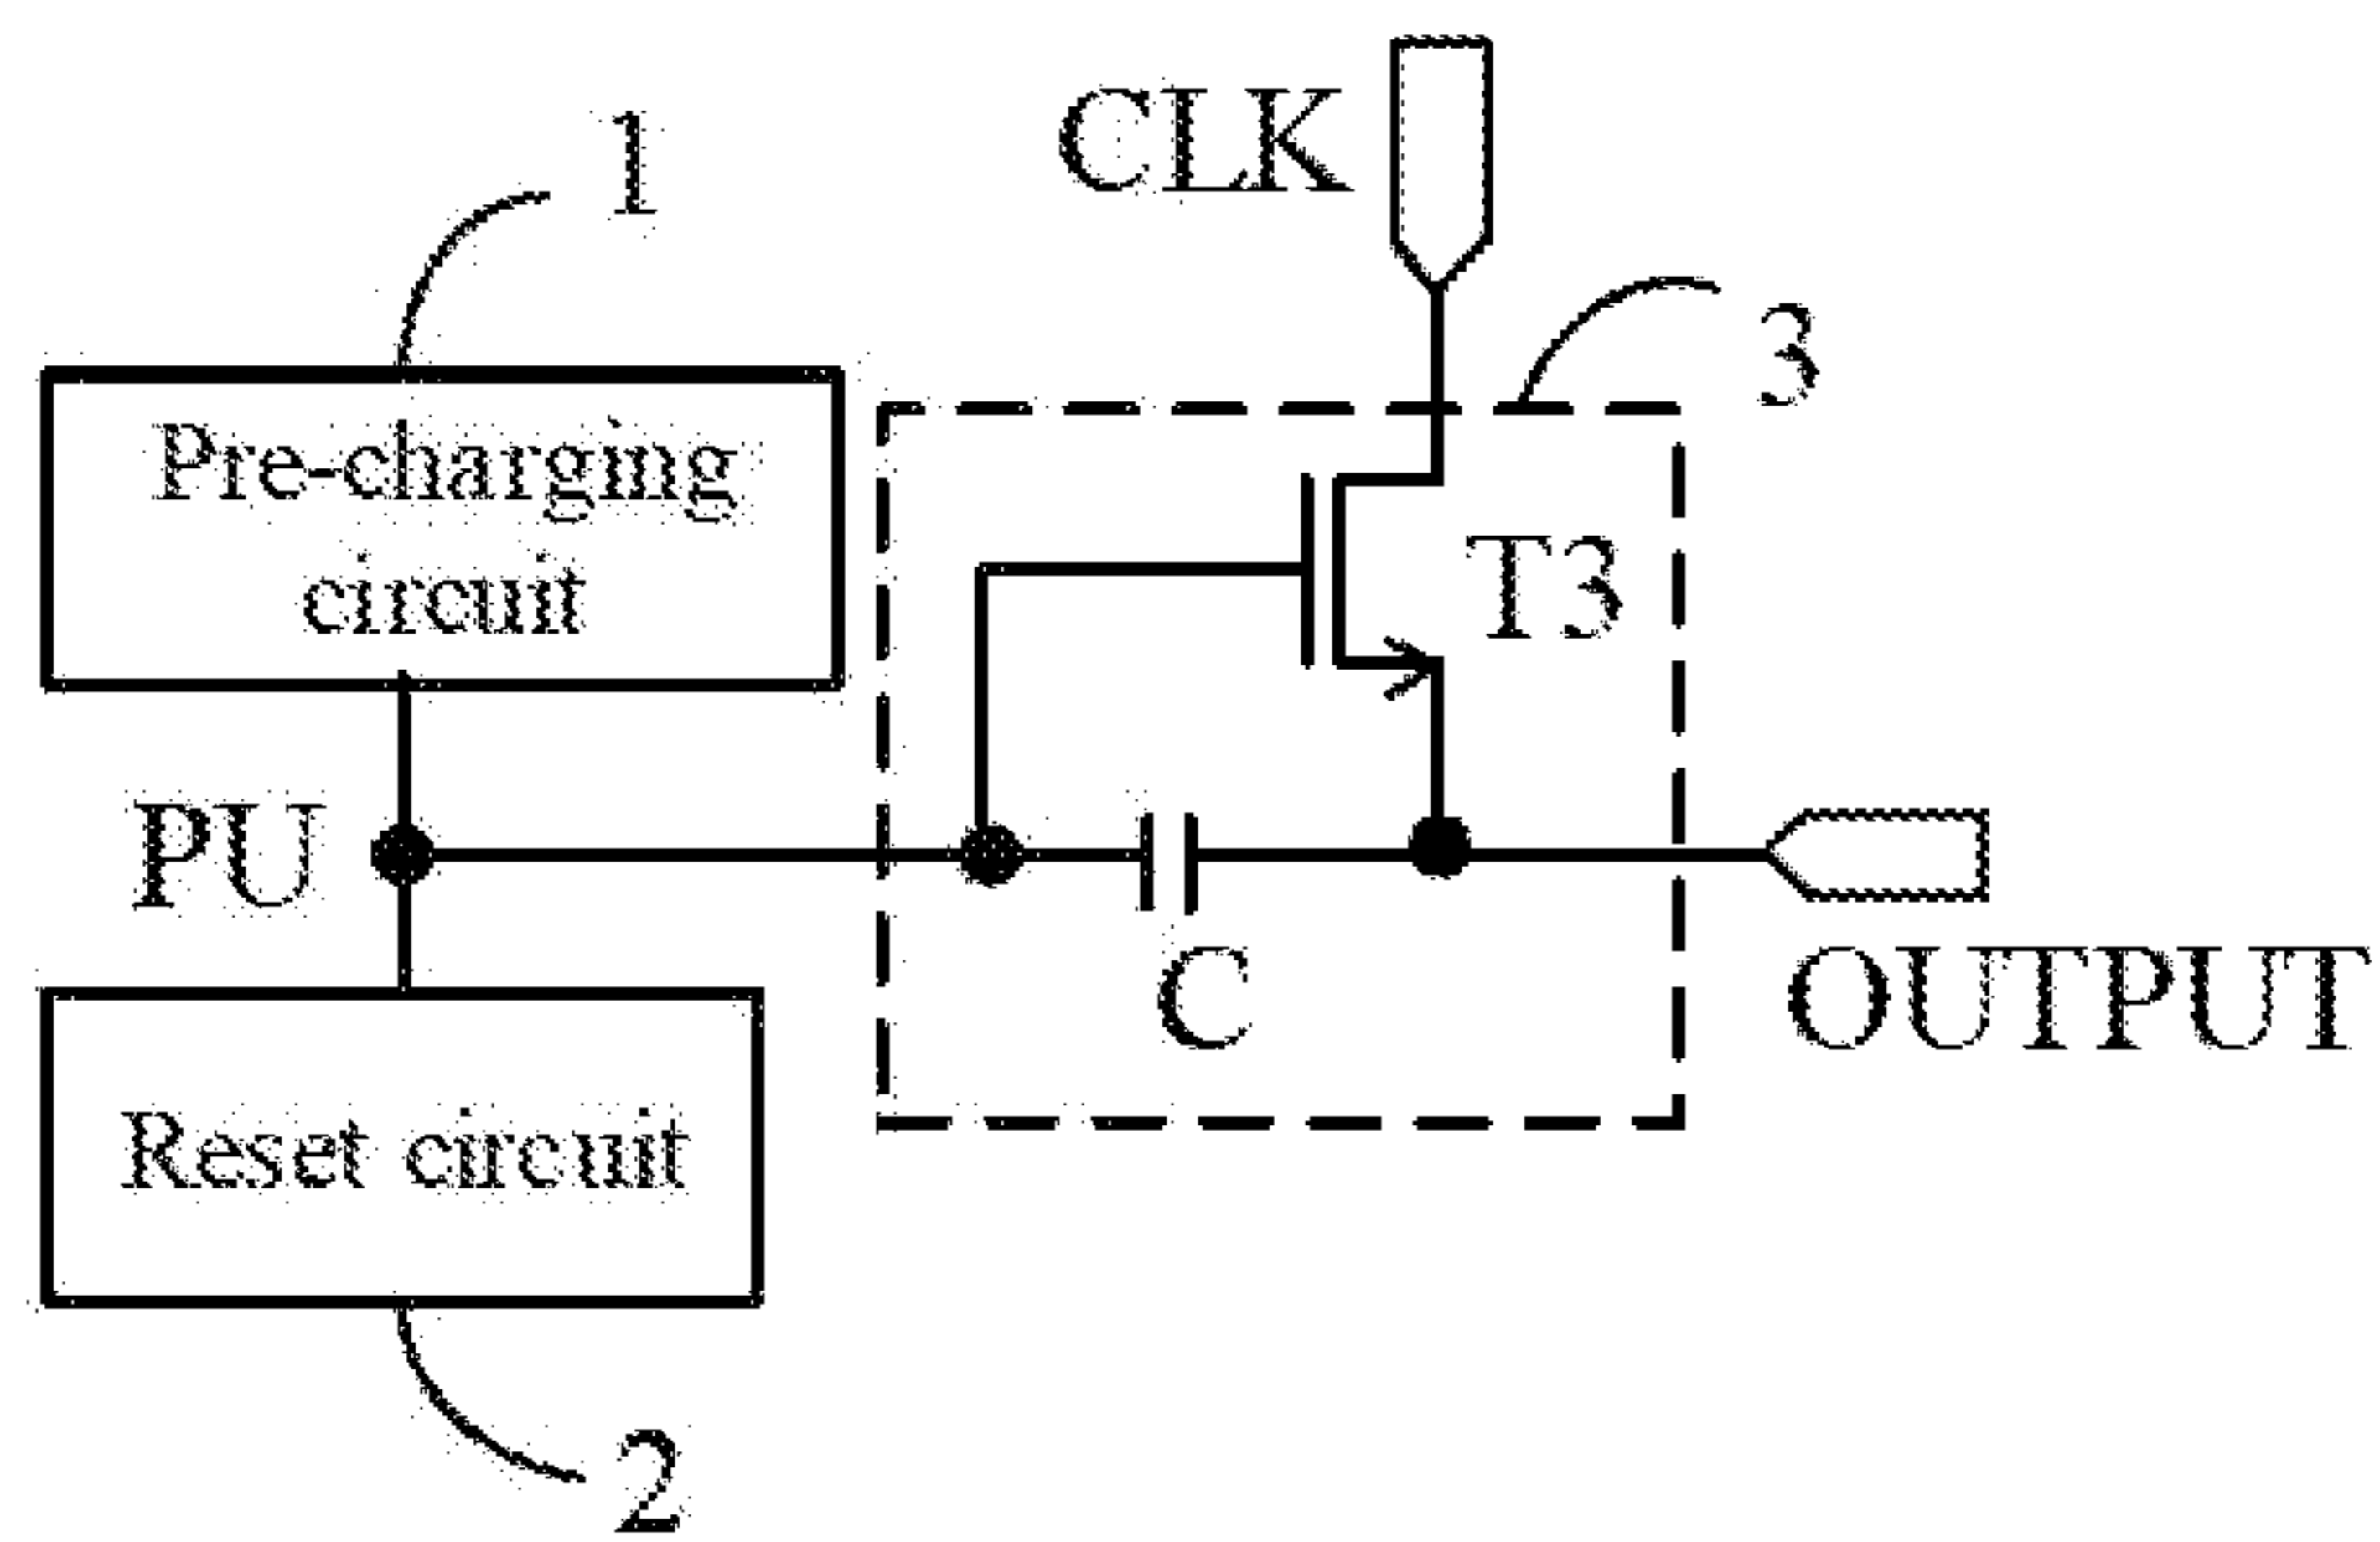 1
CLK
3
Pre-charging
circuit
T3
PU
C
OUTPUT
Reset circuit
2